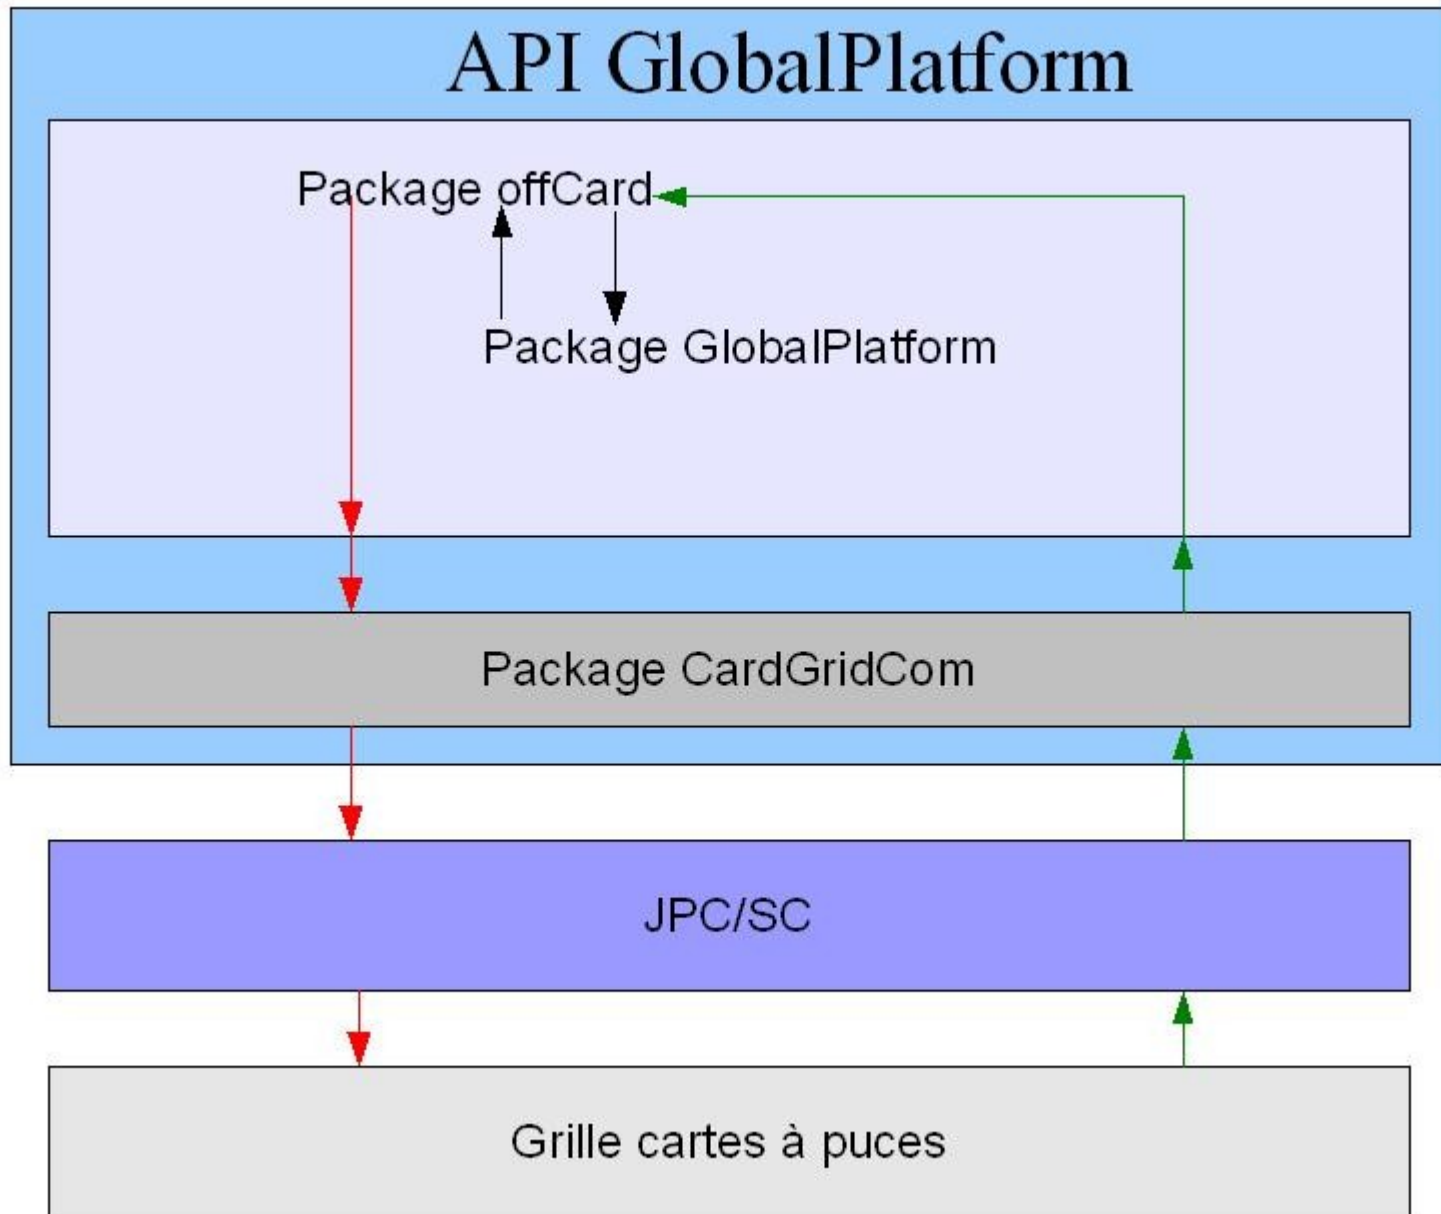 API GlobalPlatform
Package offCard
Package GlobalPlatform
Package CardGridCom
JPC/SC
Grille cartes à puces